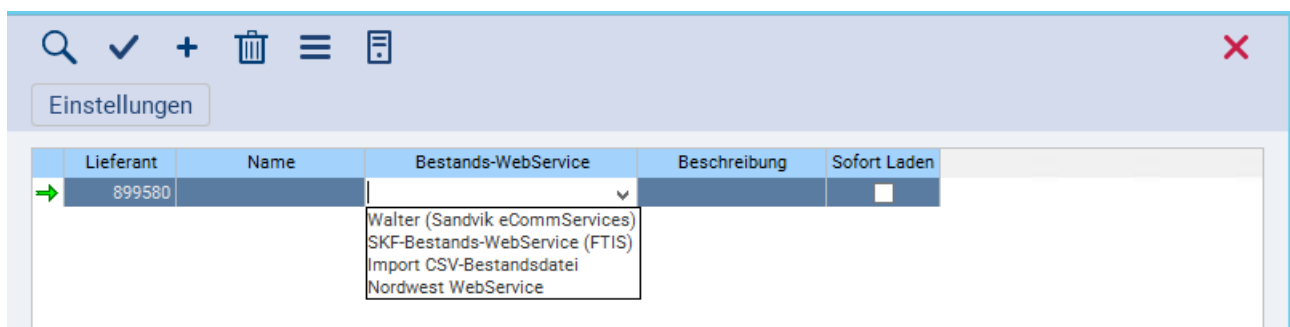 Einstellungen
Lieferant Name Bestands-WebService Beschreibung Sofort Laden
899580
Walter (Sandvik eCommServices)
SKF-Bestands-WebService (FTIS)
Import CSV-Bestandsdatei
Nordwest WebService